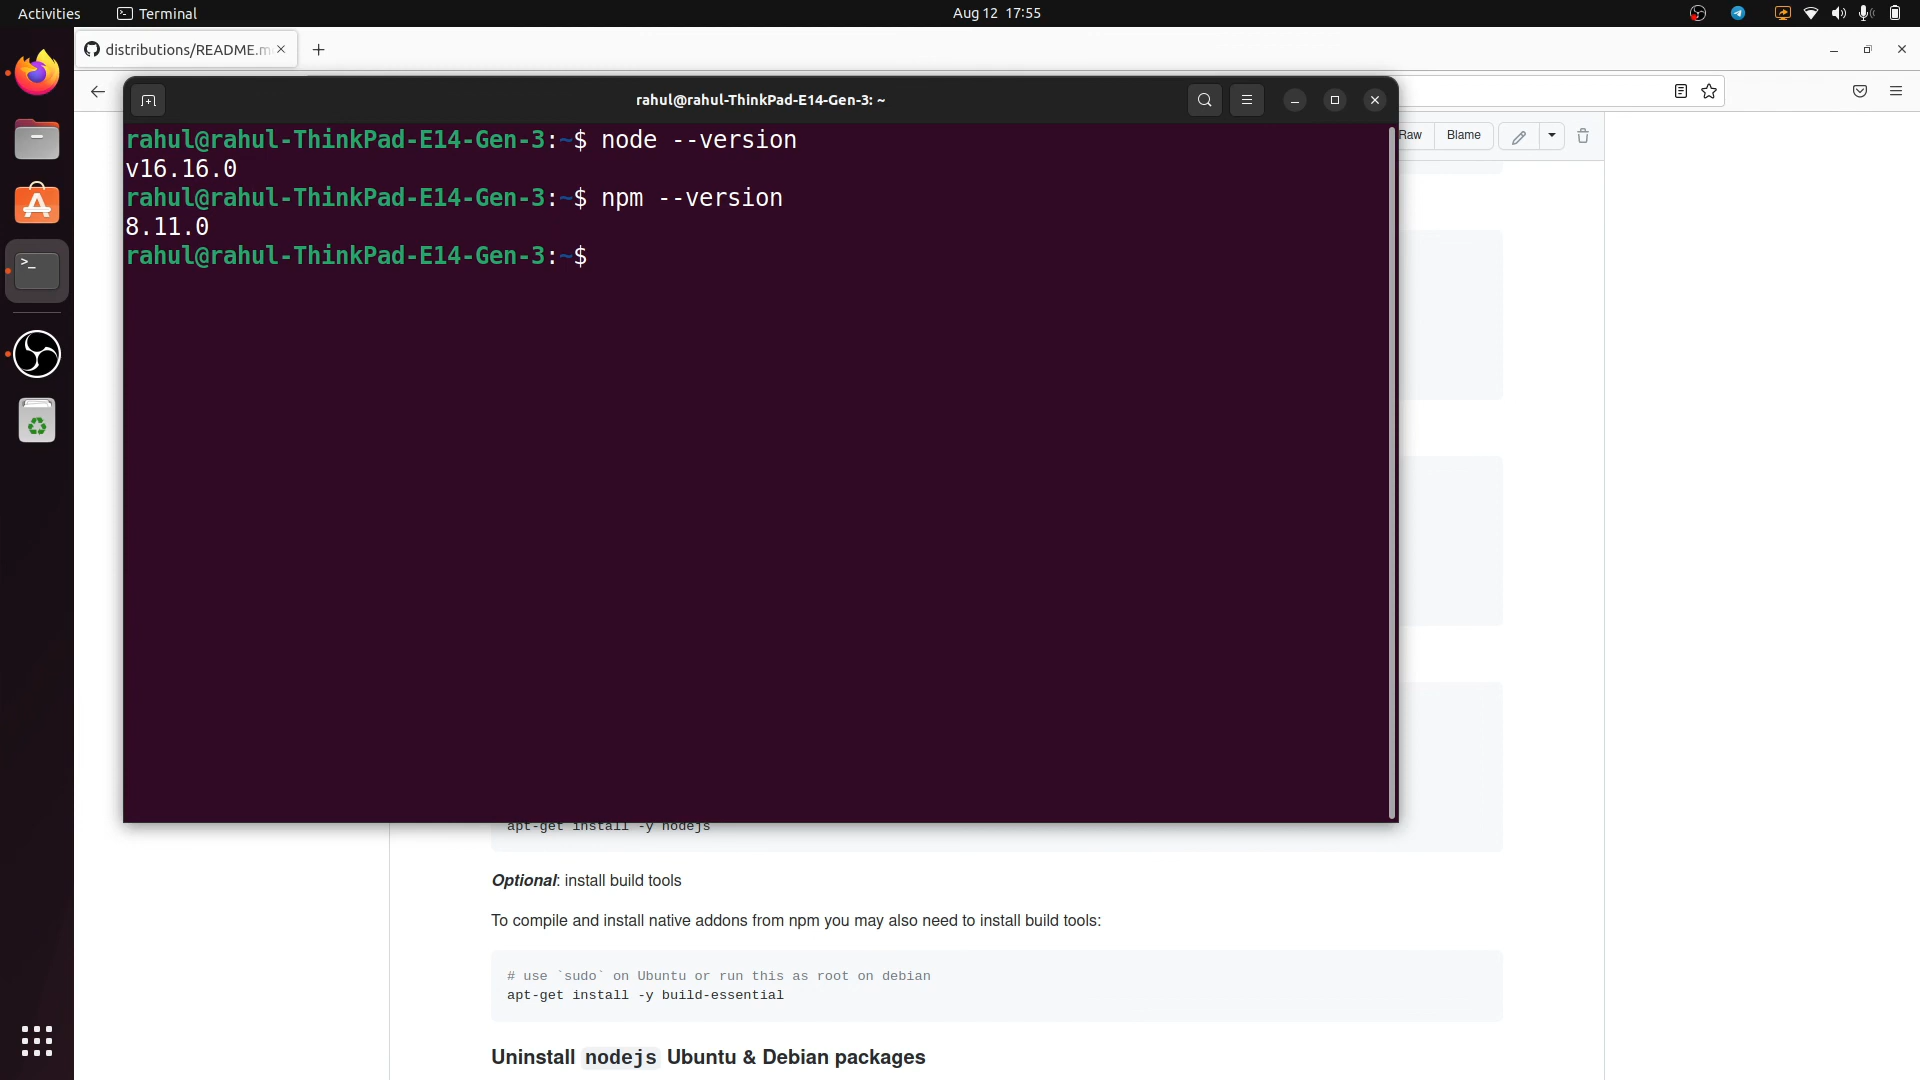 Activities
Terminal
Aug 12 17:55
distributions/README.m
rahul@rahul-ThinkPad-E14-Gen-3: ~
rahul@rahul-ThinkPad-E14-Gen-3:~$ node --version
v16.16.0
rahul@rahul-ThinkPad-E14-Gen-3:~$ npm --version
8.11.0
rahul@rahul-ThinkPad-E14-Gen-3:~$
Raw
Blame
apt-get install -y nodejs
Optional: install build tools
To compile and install native addons from npm you may also need to install build tools:
# use `sudo` on Ubuntu or run this as root on debian
apt-get install -y build-essential
Uninstall nodejs Ubuntu & Debian packages